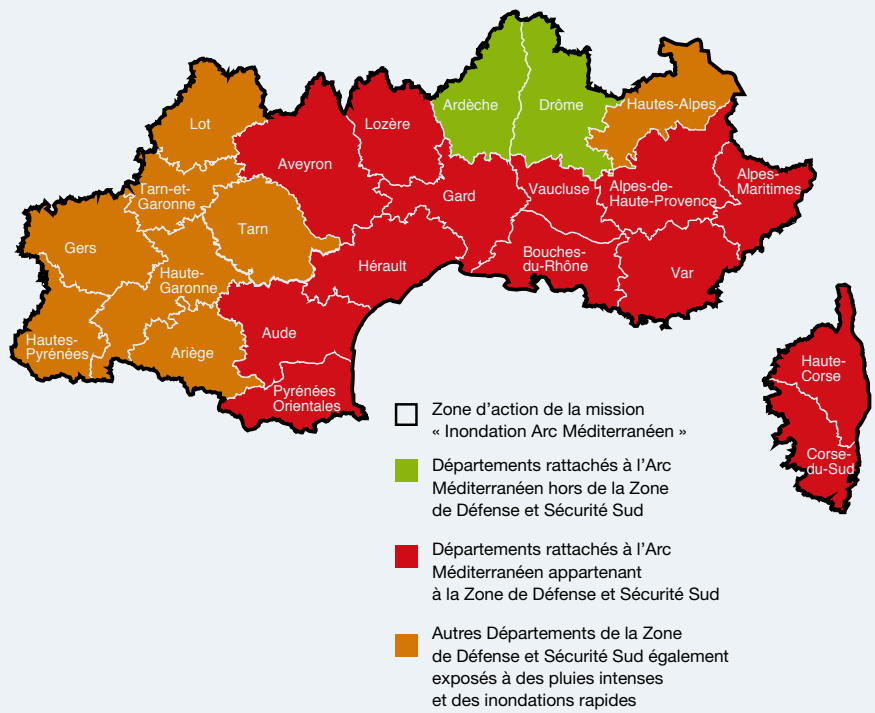 Ardèche
Drôme
Hautes-Alpes
Lot
Lozère
Aveyron
Alpes-
Maritimes
Tarn-et-
Garonne
Gard
Vaucluse
Alpes-de-
Haute-Provence
Tarn
Gers
Haute-
Garonne
Hérault
Bouches-
du-Rhône
Var
Hautes-
Pyrénées
Ariège
Aude
Pyrénées
Orientales
Haute-
Corse
Corse-
du-Sud
Zone d’action de la mission
« Inondation Arc Méditerranéen »
Départements rattachés à l’Arc
Méditerranéen hors de la Zone
de Défense et Sécurité Sud
Départements rattachés à l’Arc
Méditerranéen appartenant
à la Zone de Défense et Sécurité Sud
Autres Départements de la Zone
de Défense et Sécurité Sud également
exposés à des pluies intenses
et des inondations rapides